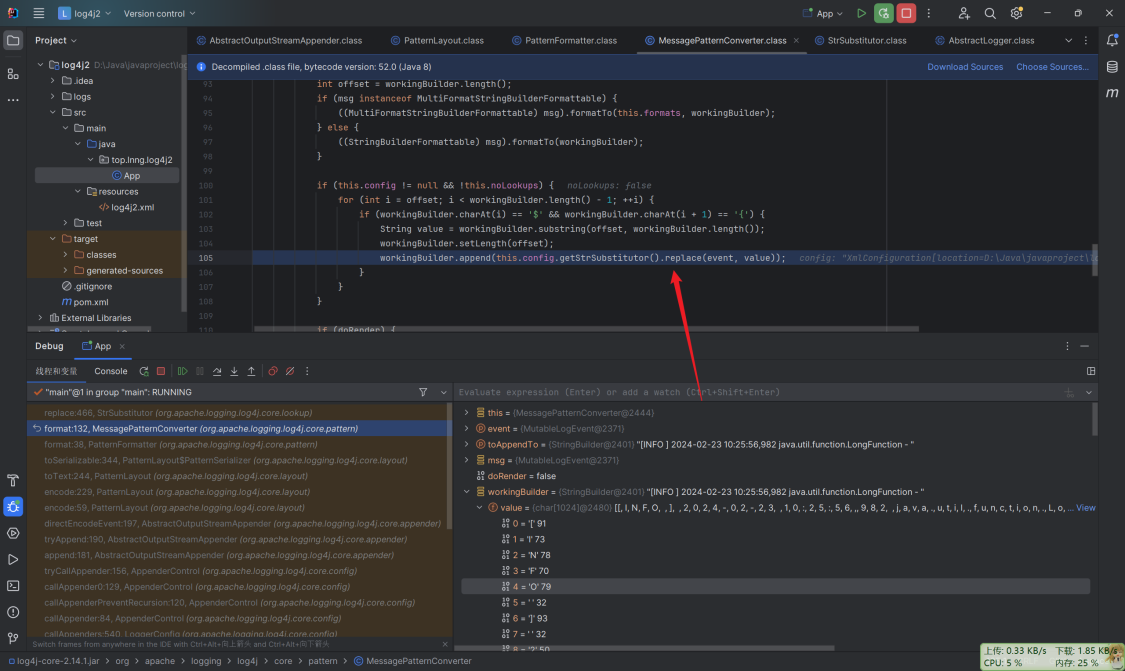 log4j2
Version control
App
Project
AbstractOutputStreamAppender.class
PatternLayout.class
PatternFormatter.class
MessagePatternConverter.class
StrSubstitutor.class
AbstractLogger.class
Decompiled .class file, bytecode version: 52.0 (Java 8)
Download Sources
Choose Sources...
log4j2 D:\Java\javaproject\log
.idea
logs
src
main
java
top.lnng.log4j2
App
resources
log4j2.xml
test
target
classes
generated-sources
.gitignore
pom.xml
External Libraries
93 int offset = workingBuilder.length();
94 if (msg instanceof MultiFormatStringBuilderFormattable) {
95 ((MultiFormatStringBuilderFormattable) msg).formatTo(this.formats, workingBuilder);
96 } else {
97 ((StringBuilderFormattable) msg).formatTo(workingBuilder);
98 }
99
100 if (this.config != null && !this.noLookups) { noLookups: false
101 for (int i = offset; i < workingBuilder.length() - 1; ++i) {
102 if (workingBuilder.charAt(i) == '$' && workingBuilder.charAt(i + 1) == '{') {
103 String value = workingBuilder.substring(offset, workingBuilder.length());
104 workingBuilder.setLength(offset);
105 workingBuilder.append(this.config.getStrSubstitutor().replace(event, value)); config: "XmlConfiguration[location=D:\Java\javaproject\lo
106 }
107 }
108 }
109
110 if (doRender) {
Debug
App
线程和变量
Console
"main"@1 in group "main": RUNNING
replace:466, StrSubstitutor (org.apache.logging.log4j.core.lookup)
format:132, MessagePatternConverter (org.apache.logging.log4j.core.pattern)
format:38, PatternFormatter (org.apache.logging.log4j.core.pattern)
toSerializable:344, PatternLayout$PatternSerializer (org.apache.logging.log4j.core.layout)
toText:244, PatternLayout (org.apache.logging.log4j.core.layout)
encode:229, PatternLayout (org.apache.logging.log4j.core.layout)
encode:59, PatternLayout (org.apache.logging.log4j.core.layout)
directEncodeEvent:197, AbstractOutputStreamAppender (org.apache.logging.log4j.core.appender)
tryAppend:190, AbstractOutputStreamAppender (org.apache.logging.log4j.core.appender)
append:181, AbstractOutputStreamAppender (org.apache.logging.log4j.core.appender)
tryCallAppender:156, AppenderControl (org.apache.logging.log4j.core.config)
callAppender0:129, AppenderControl (org.apache.logging.log4j.core.config)
callAppenderPreventRecursion:120, AppenderControl (org.apache.logging.log4j.core.config)
callAppender:84, AppenderControl (org.apache.logging.log4j.core.config)
callAppenders:540, LoggerConfig (org.apache.logging.log4j.core.config)
Switch frames from anywhere in the IDE with Ctrl+Alt+向上箭头 and Ctrl+Alt+向下箭头
Evaluate expression (Enter) or add a watch (Ctrl+Shift+Enter)
this = {MessagePatternConverter@2444}
event = {MutableLogEvent@2371}
toAppendTo = {StringBuilder@2401} "[INFO ] 2024-02-23 10:25:56,982 java.util.function.LongFunction - "
msg = {MutableLogEvent@2371}
doRender = false
workingBuilder = {StringBuilder@2401} "[INFO ] 2024-02-23 10:25:56,982 java.util.function.LongFunction - "
value = {char[1024]@2480} [[, I, N, F, O, , ], , 2, 0, 2, 4, -, 0, 2, -, 2, 3, , 1, 0, :, 2, 5, :, 5, 6, ,, 9, 8, 2, , j, a, v, a, ., u, t, i, l, ., f, u, n, c, t, i, o, n, ., L, o, ... View
0 = '[' 91
1 = 'I' 73
2 = 'N' 78
3 = 'F' 70
4 = 'O' 79
5 = ' ' 32
6 = ']' 93
7 = ' ' 32
8 = '2' 50
上传: 0.33 KB/s 下载: 1.85 KB/s
CPU: 5 % 内存: 25 %
log4j-core-2.14.1.jar > org > apache > logging > log4j > core > pattern > MessagePatternConverter